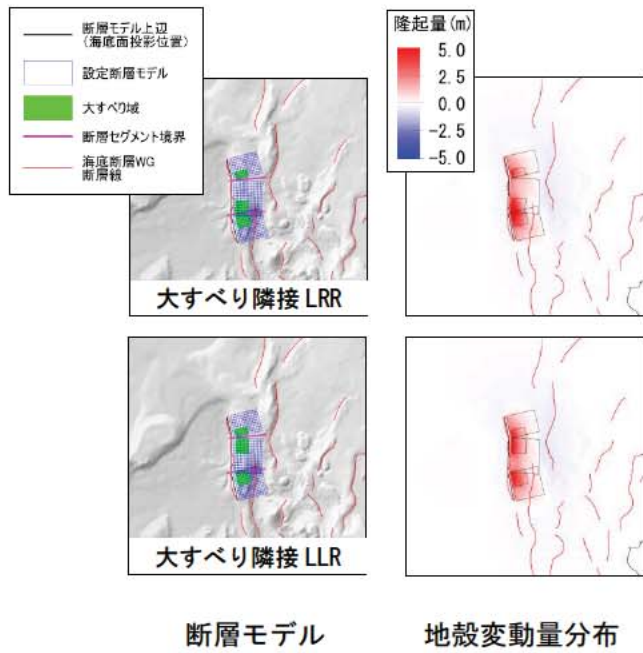 断層モデル上辺
(海底面投影位置)
設定断層モデル
大すべり域
断層セグメント境界
海底断層WG
断層線
隆起量(m)
5.0
2.5
0.0
-2.5
-5.0
大すべり隣接 LRR
大すべり隣接 LLR
断層モデル
地殻変動量分布